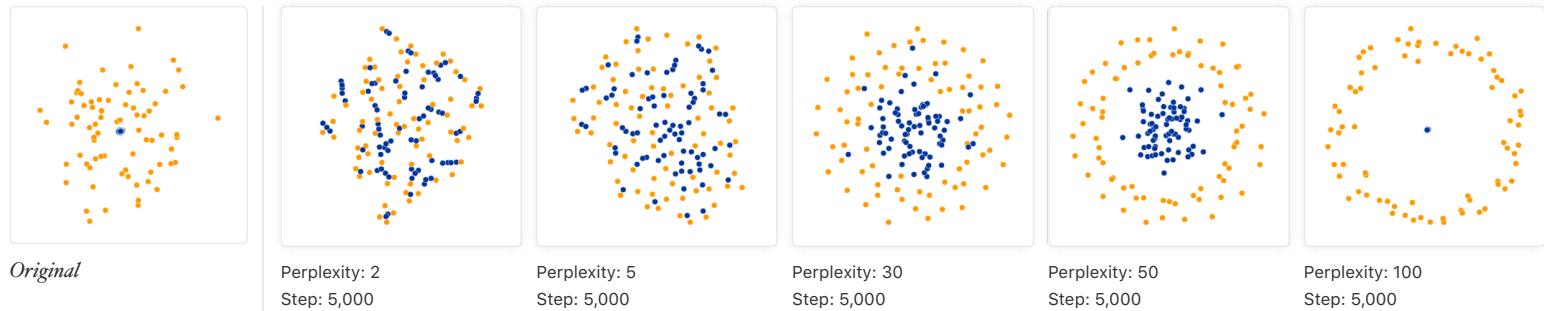 Original
Perplexity: 2
Step: 5,000
Perplexity: 5
Step: 5,000
Perplexity: 30
Step: 5,000
Perplexity: 50
Step: 5,000
Perplexity: 100
Step: 5,000